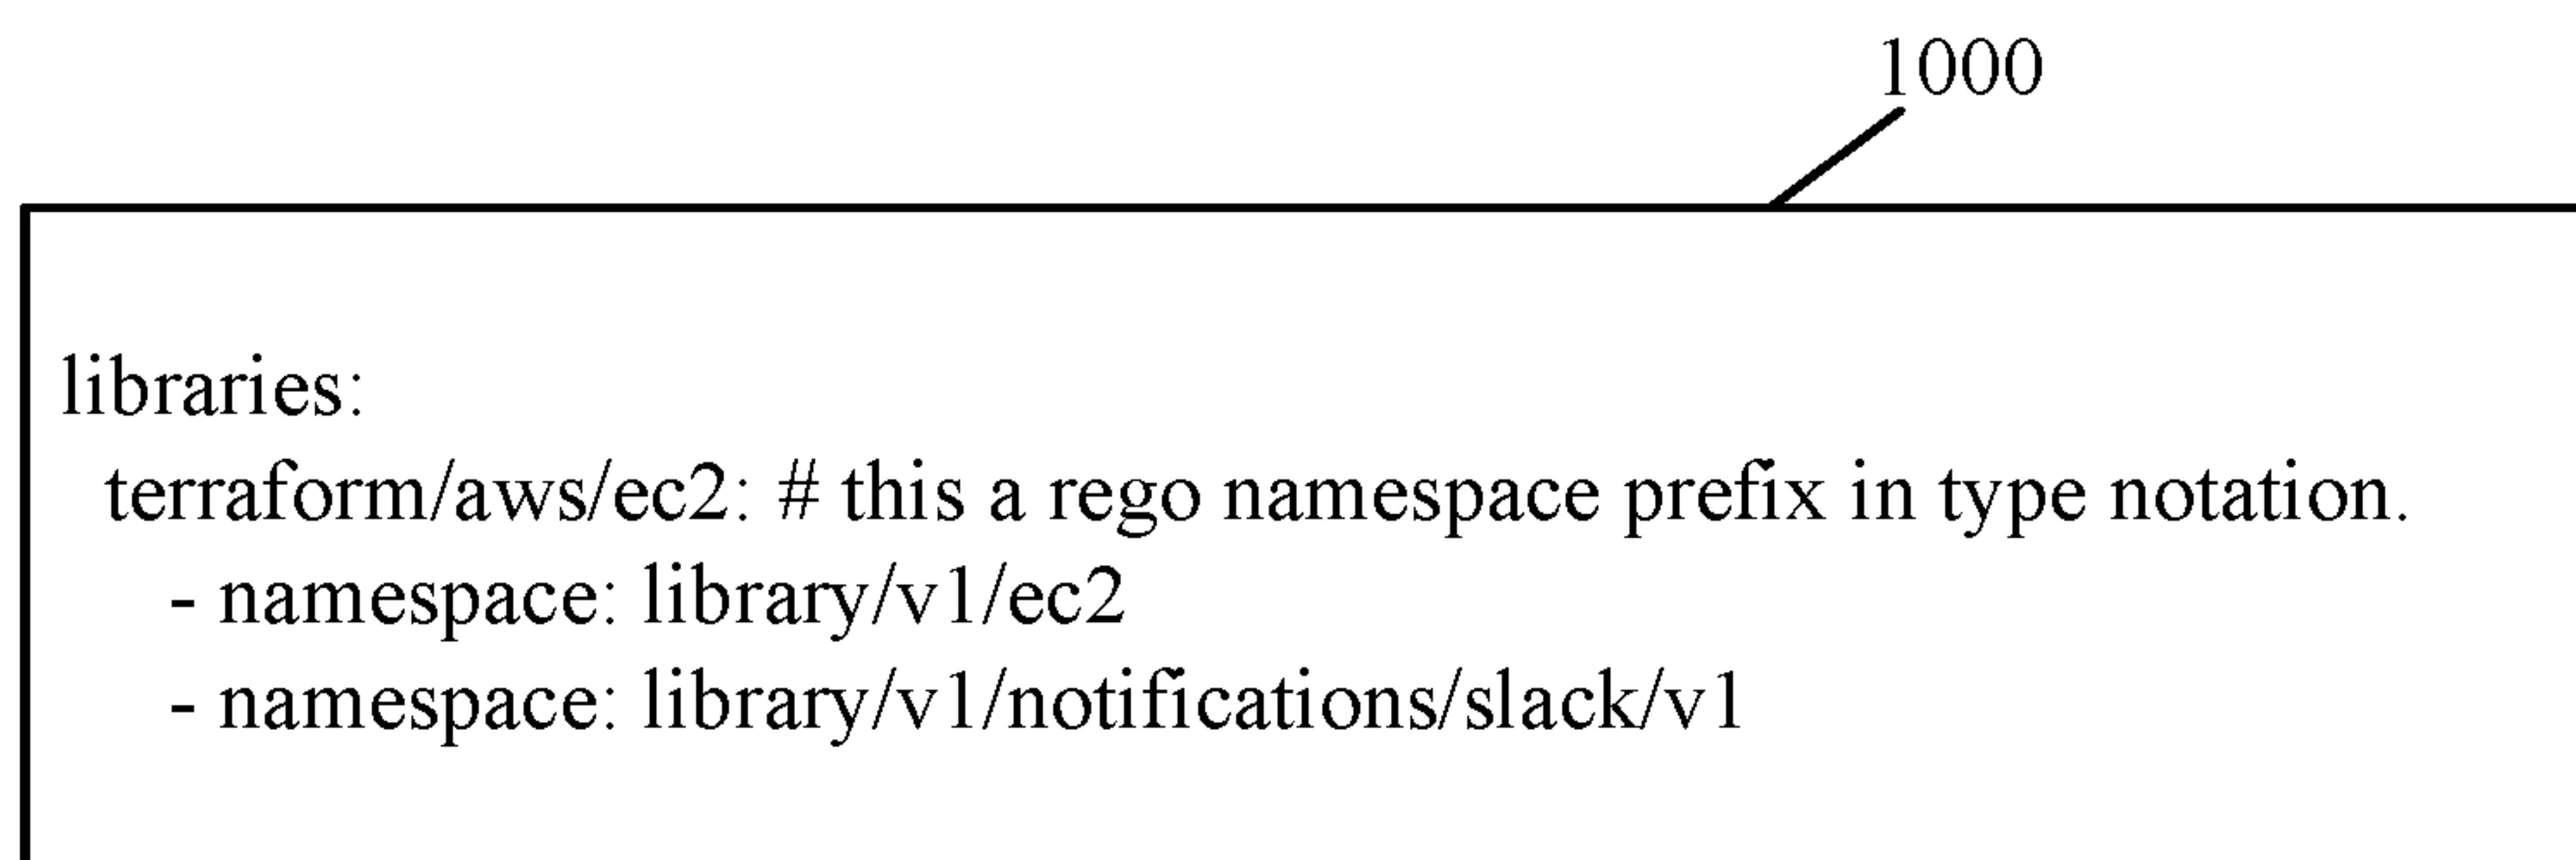 1000
libraries:
terraform/aws/ec2: # this a rego namespace prefix in type notation.
- namespace: library/v1/ec2
- namespace: library/v1/notifications/slack/v1